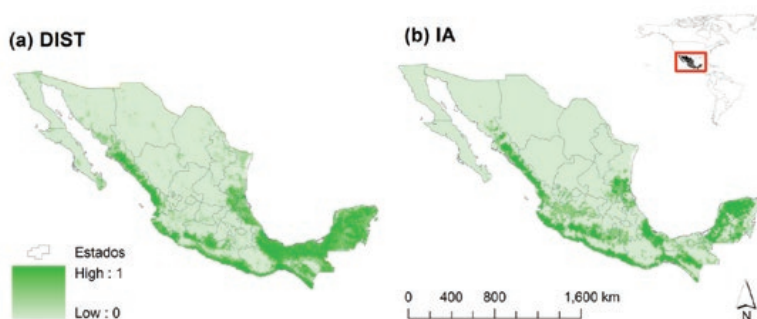 (a) DIST
(b) IA
Estados
High : 1
Low : 0
0 400 800 1,600 km
N